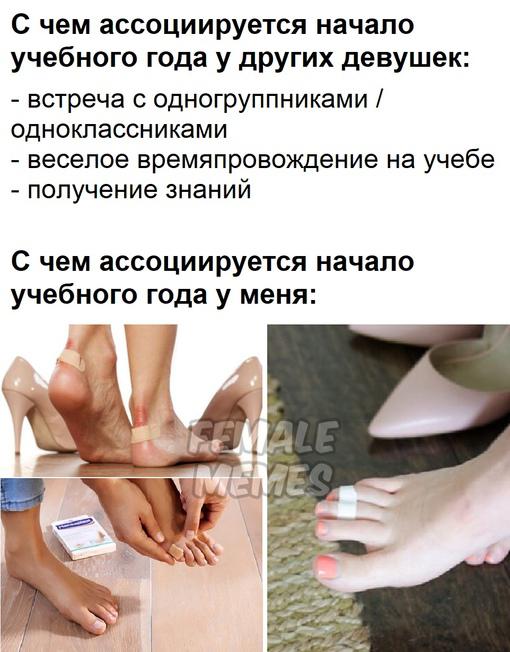 С чем ассоциируется начало
учебного года у других девушек:
- встреча с одногруппниками /
одноклассниками
- веселое времяпровождение на учебе
- получение знаний
С чем ассоциируется начало
учебного года у меня:
FEMALE
MEMES